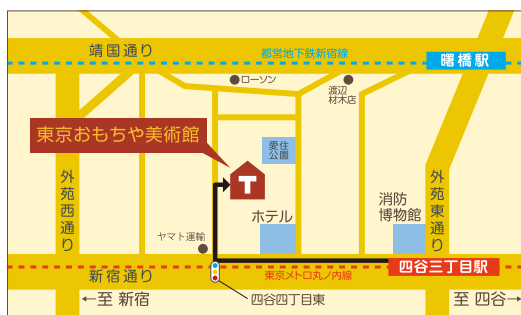 靖国通り
都営地下鉄新宿線
曙橋駅
ローソン
渡辺
材木店
東京おもちゃ美術館
愛住
公園
外苑西通り
外苑東通り
消防
博物館
ホテル
ヤマト運輸
四谷三丁目駅
新宿通り
東京メトロ丸ノ内線
←至 新宿
四谷四丁目東
至 四谷→